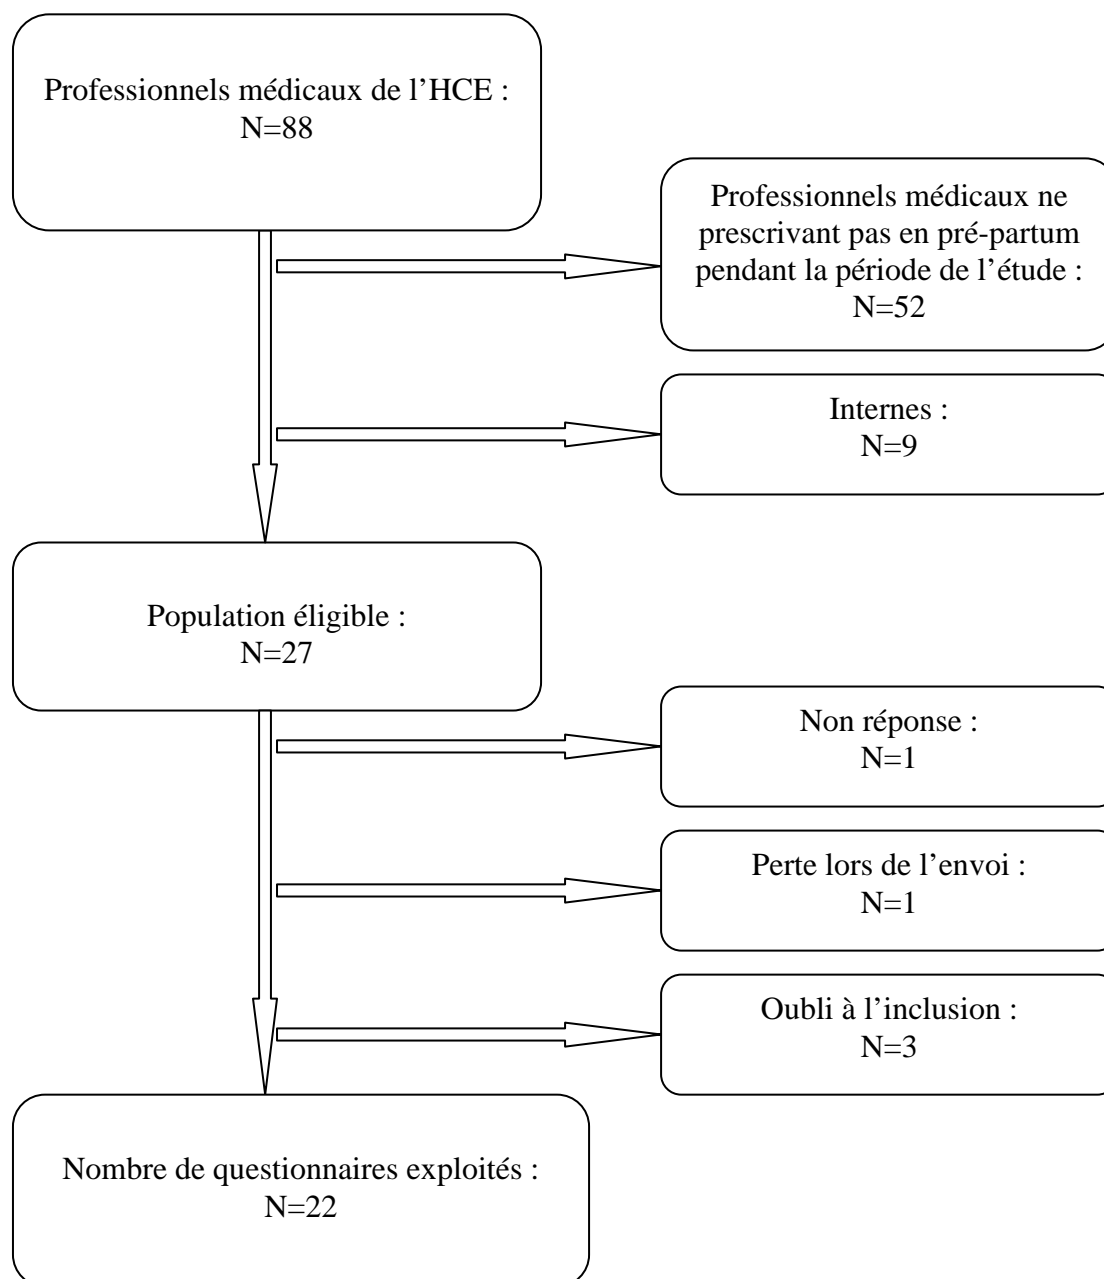 Professionnels médicaux de l’HCE :
N=88
Professionnels médicaux ne
prescrivant pas en pré-partum
pendant la période de l’étude :
N=52
Internes :
N=9
Population éligible :
N=27
Non réponse :
N=1
Perte lors de l’envoi :
N=1
Oubli à l’inclusion :
N=3
Nombre de questionnaires exploités :
N=22